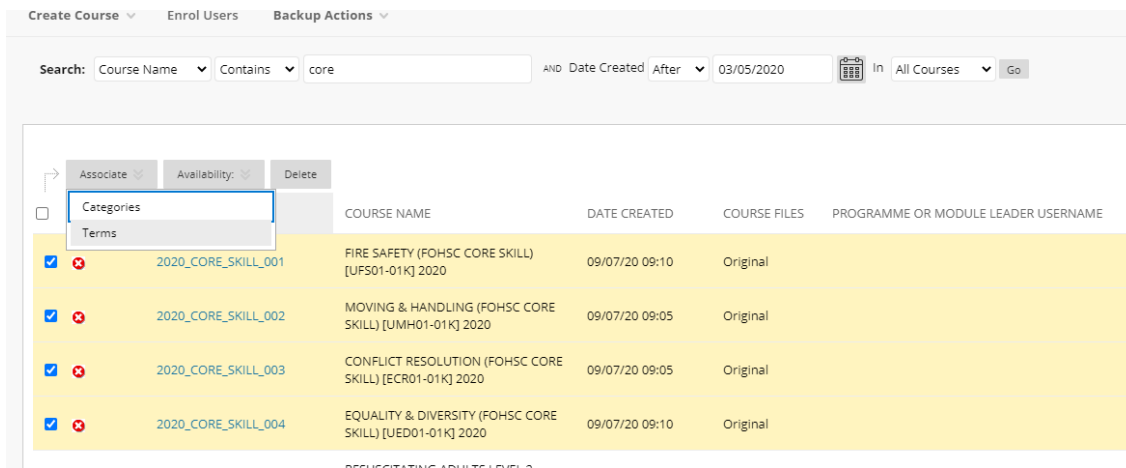 Create Course Enrol Users Backup Actions
Search: Course Name Contains core AND Date Created After 03/05/2020 In All Courses Go
Associate Availability: Delete
Categories
Terms
COURSE NAME DATE CREATED COURSE FILES PROGRAMME OR MODULE LEADER USERNAME
2020_CORE_SKILL_001 FIRE SAFETY (FOHSC CORE SKILL) 09/07/20 09:10 Original
[UFS01-01K] 2020
2020_CORE_SKILL_002 MOVING & HANDLING (FOHSC CORE 09/07/20 09:05 Original
SKILL) [UMH01-01K] 2020
2020_CORE_SKILL_003 CONFLICT RESOLUTION (FOHSC CORE 09/07/20 09:05 Original
SKILL) [ECR01-01K] 2020
2020_CORE_SKILL_004 EQUALITY & DIVERSITY (FOHSC CORE 09/07/20 09:10 Original
SKILL) [UED01-01K] 2020
RESUSCITATING ADULTS LEVEL 2